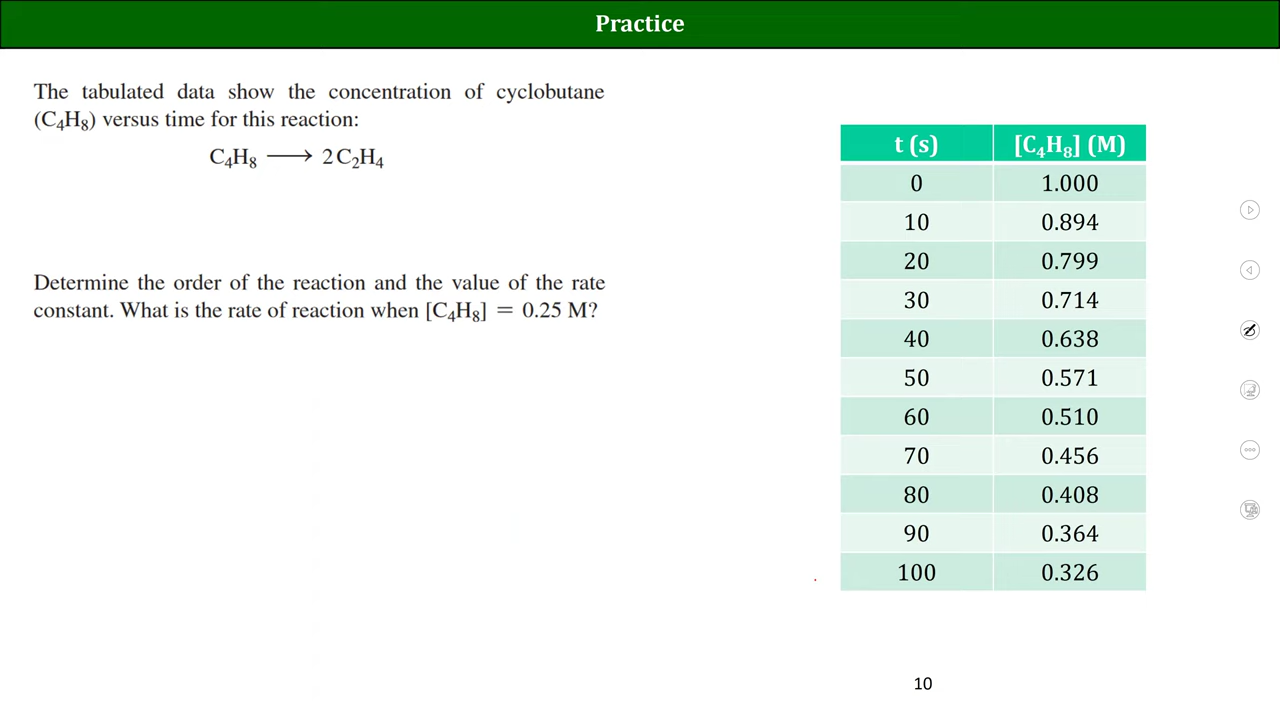 Practice
The tabulated data show the concentration of cyclobutane
(C₄H₈) versus time for this reaction:
C₄H₈ ⟶ 2 C₂H₄
Determine the order of the reaction and the value of the rate
constant. What is the rate of reaction when [C₄H₈] = 0.25 M?
t (s) [C₄H₈] (M)
0 1.000
10 0.894
20 0.799
30 0.714
40 0.638
50 0.571
60 0.510
70 0.456
80 0.408
90 0.364
100 0.326
10